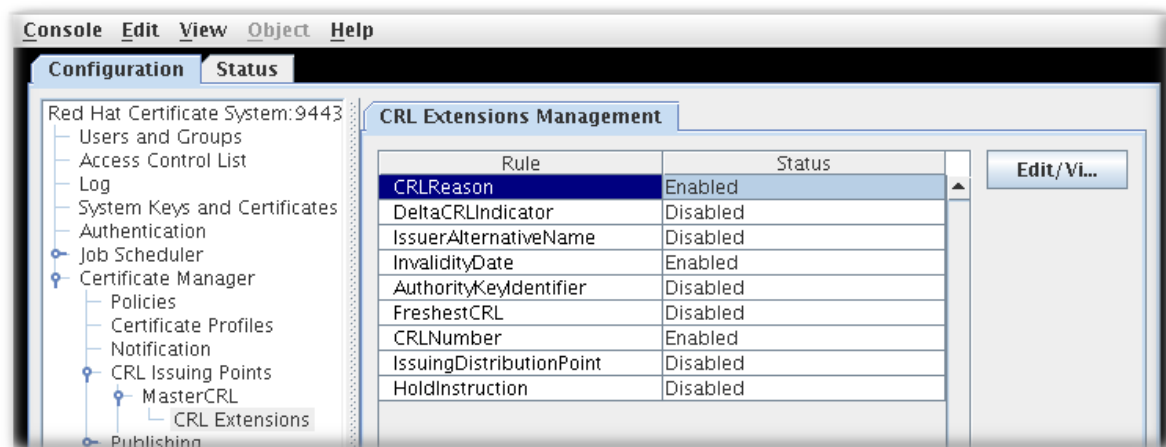 Console Edit View Object Help
Configuration Status
Red Hat Certificate System:9443
Users and Groups
Access Control List
Log
System Keys and Certificates
Authentication
Job Scheduler
Certificate Manager
Policies
Certificate Profiles
Notification
CRL Issuing Points
MasterCRL
CRL Extensions
Publishing
CRL Extensions Management
Rule Status
CRLReason Enabled
DeltaCRLIndicator Disabled
IssuerAlternativeName Disabled
InvalidityDate Enabled
AuthorityKeyIdentifier Disabled
FreshestCRL Disabled
CRLNumber Enabled
IssuingDistributionPoint Disabled
HoldInstruction Disabled
Edit/Vi...